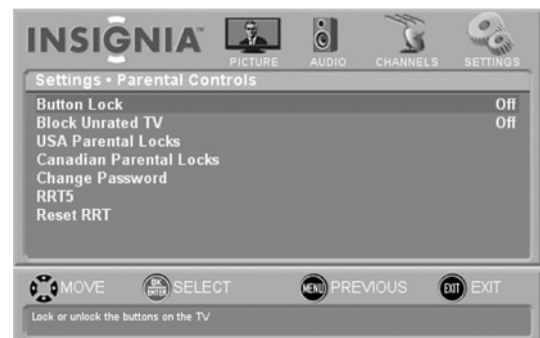 INSIGNIA™
PICTURE AUDIO CHANNELS SETTINGS
Settings • Parental Controls
Button Lock Off
Block Unrated TV Off
USA Parental Locks
Canadian Parental Locks
Change Password
RRT5
Reset RRT
MOVE OK ENTER SELECT MENU PREVIOUS EXIT EXIT
Lock or unlock the buttons on the TV